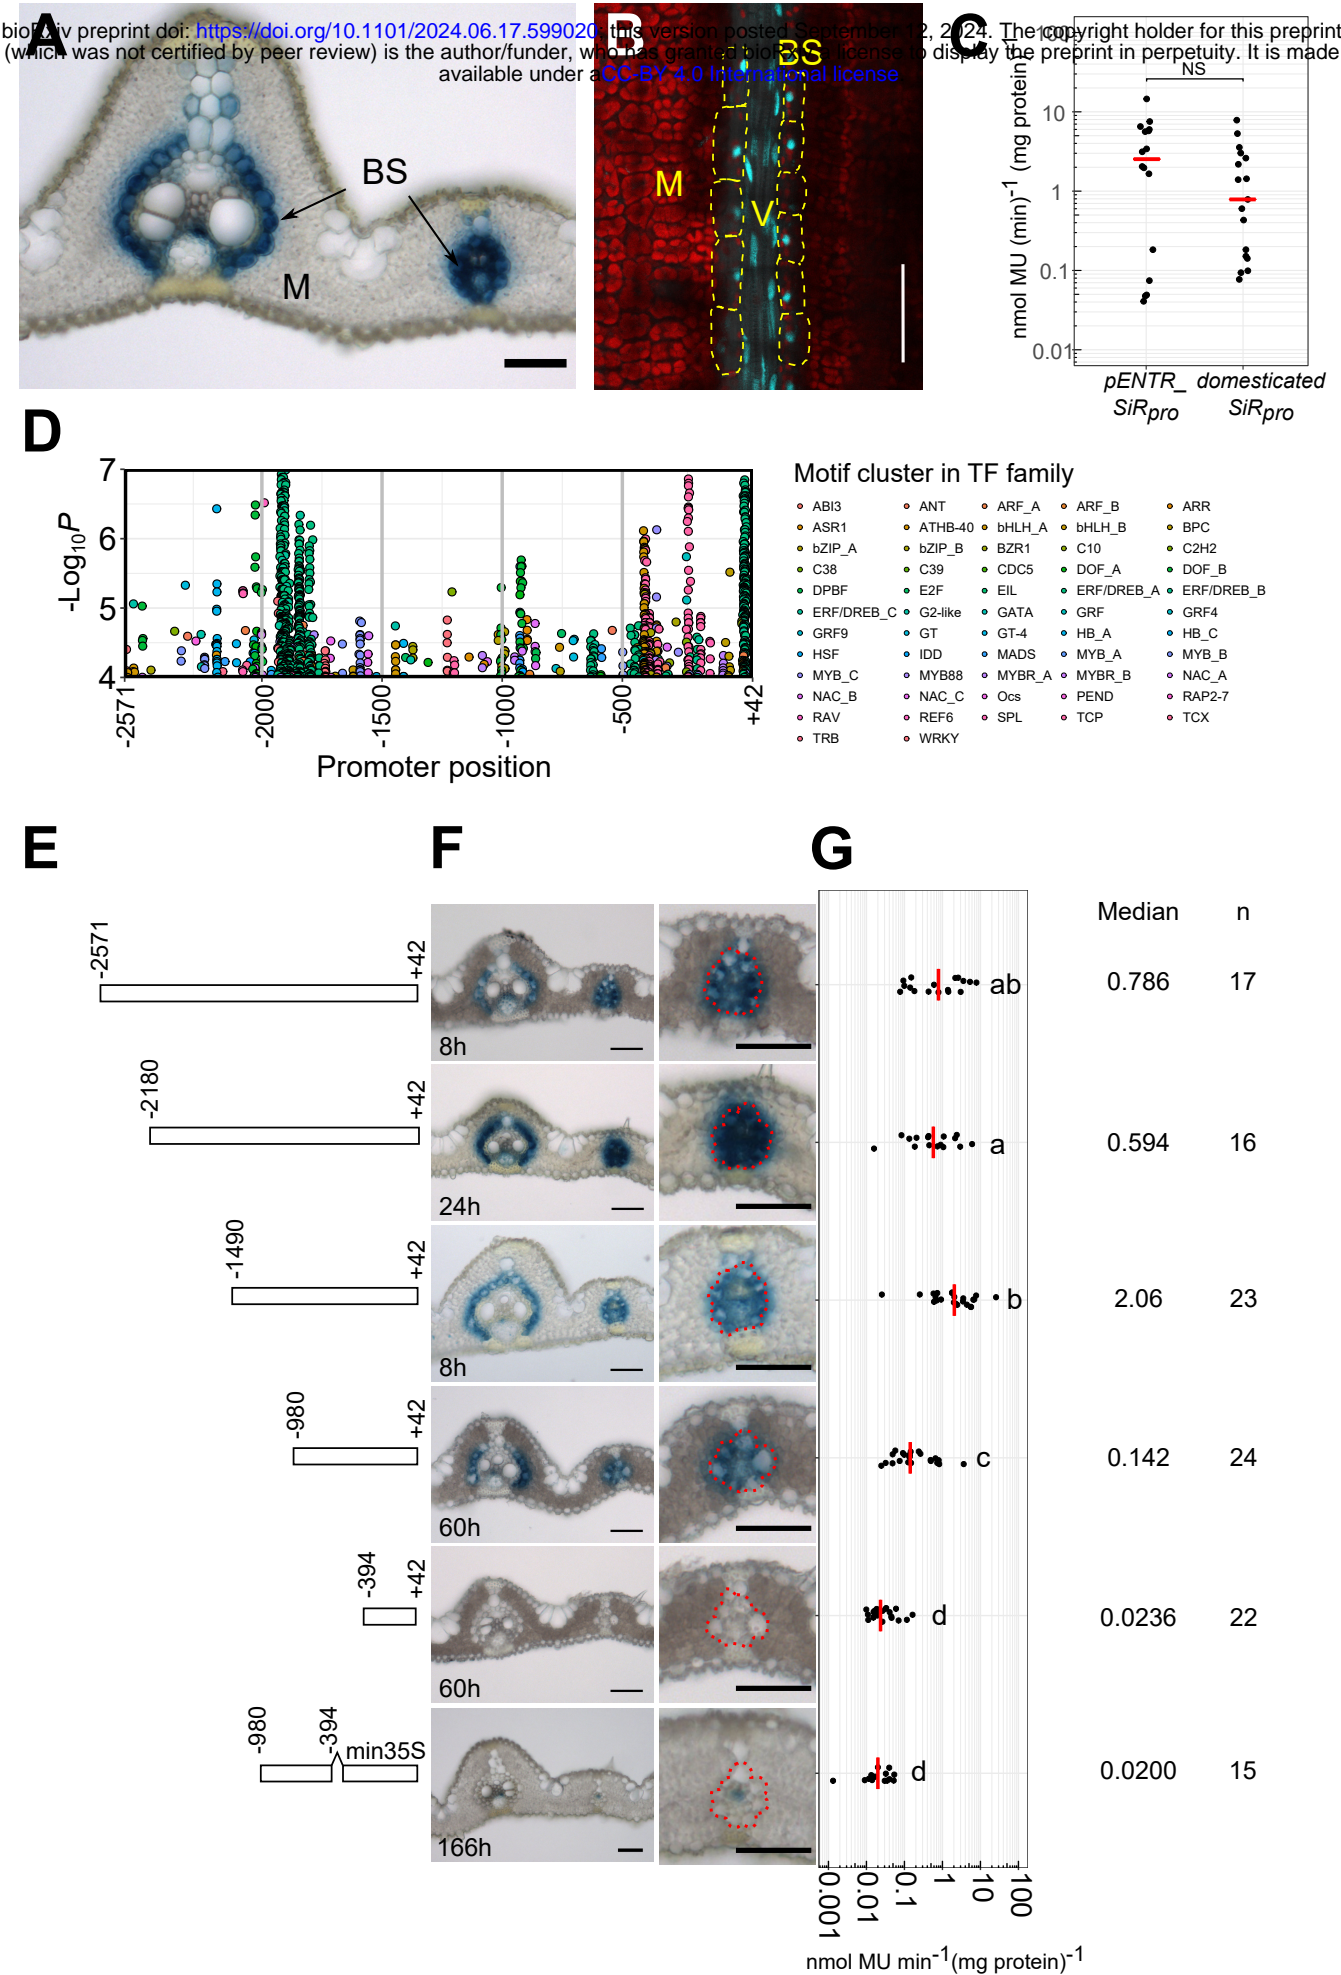 bioRxiv preprint doi: https://doi.org/10.1101/2024.06.17.599020; this version posted September 12, 2024. The copyright holder for this preprint
(which was not certified by peer review) is the author/funder, who has granted bioRxiv a license to display the preprint in perpetuity. It is made
available under aCC-BY 4.0 International license
A
BS
M
B
BS
M
V
C
nmol MU (min)-1 (mg protein)-1
100
10
1
0.1
0.01
NS
pENTR_ domesticated
SiRpro SiRpro
D
-Log10P
7
6
5
4
-2571
-2000
-1500
-1000
-500
+42
Promoter position
Motif cluster in TF family
ABI3 ANT ARF_A ARF_B ARR
ASR1 ATHB-40 bHLH_A bHLH_B BPC
bZIP_A bZIP_B BZR1 C10 C2H2
C38 C39 CDC5 DOF_A DOF_B
DPBF E2F EIL ERF/DREB_A ERF/DREB_B
ERF/DREB_C G2-like GATA GRF GRF4
GRF9 GT GT-4 HB_A HB_C
HSF IDD MADS MYB_A MYB_B
MYB_C MYB88 MYBR_A MYBR_B NAC_A
NAC_B NAC_C Ocs PEND RAP2-7
RAV REF6 SPL TCP TCX
TRB WRKY
E
F
G
Median n
-2571 +42
8h
ab
0.786 17
-2180 +42
24h
a
0.594 16
-1490 +42
8h
b
2.06 23
-980 +42
60h
c
0.142 24
-394 +42
60h
d
0.0236 22
-980 -394 min35S
166h
d
0.0200 15
0.001
0.01
0.1
1
10
100
nmol MU min-1(mg protein)-1